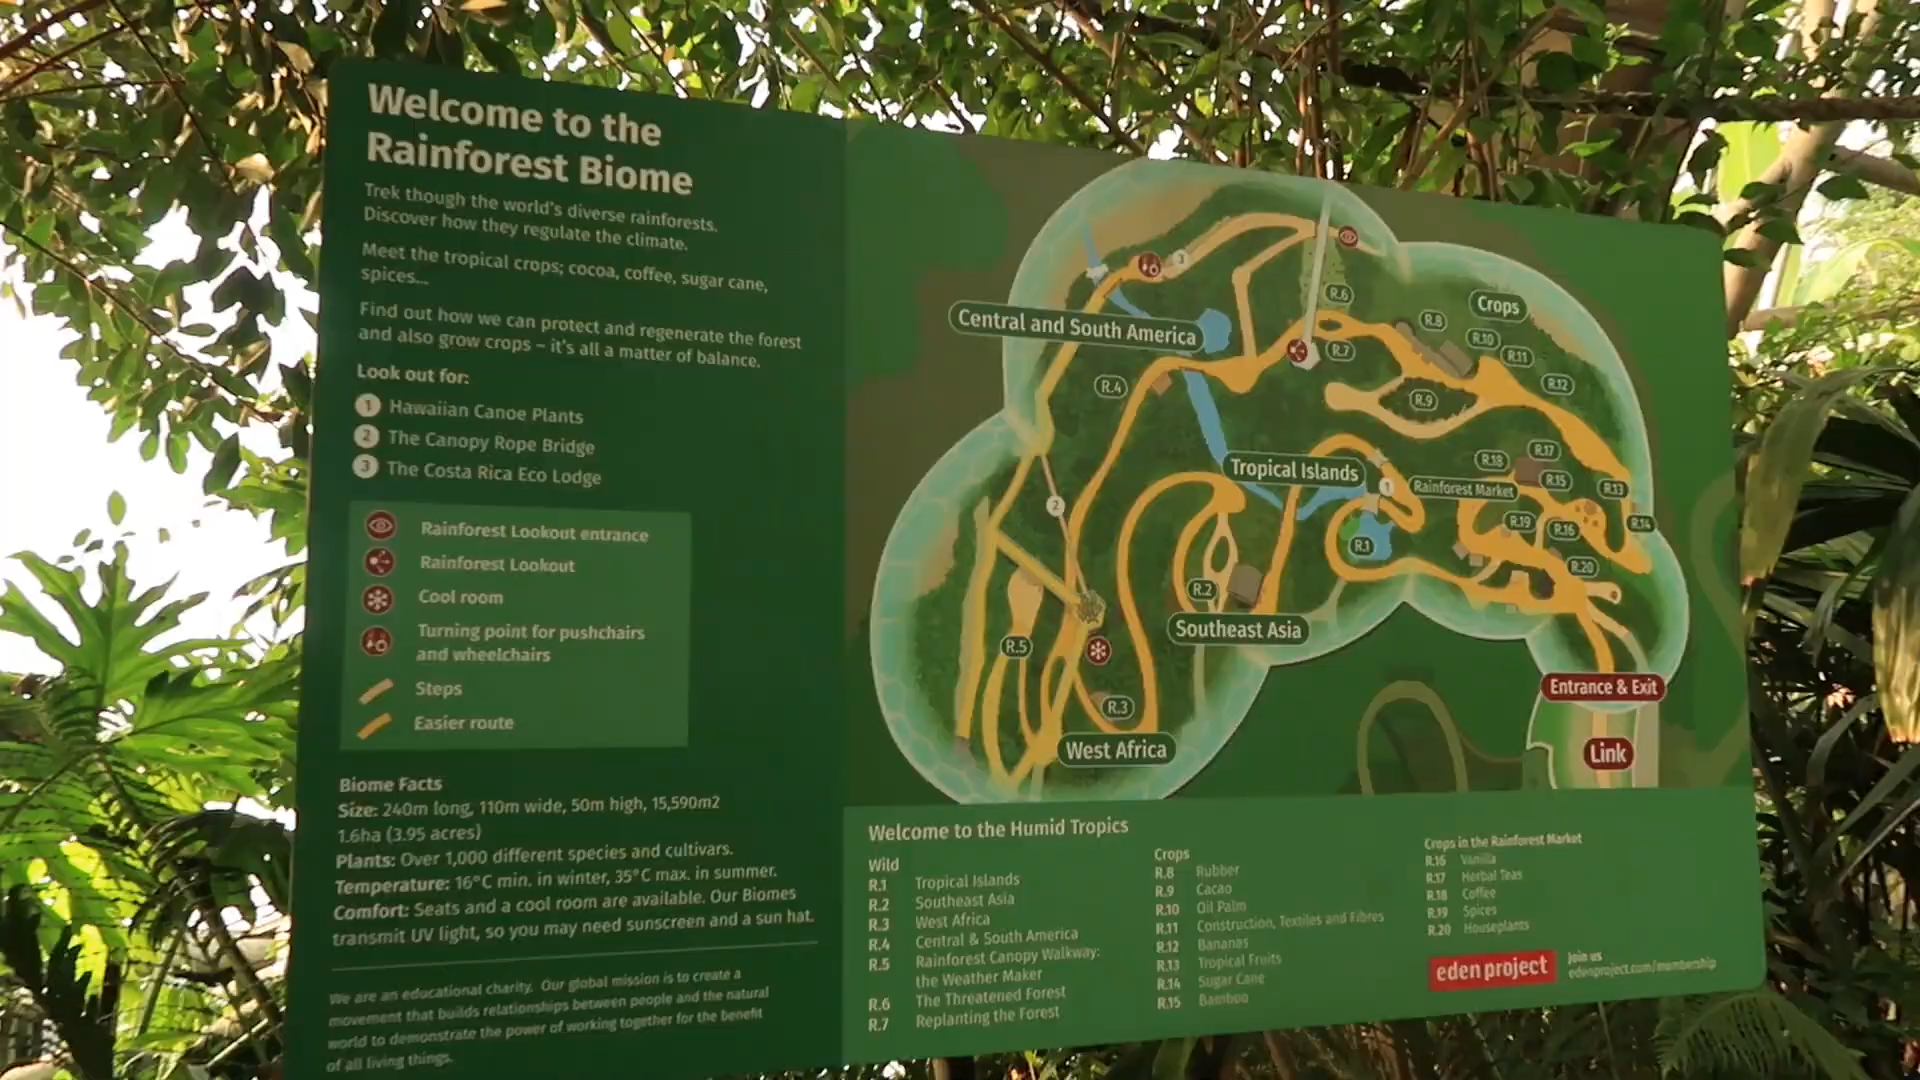 Welcome to the
Rainforest Biome
Trek though the world's diverse rainforests.
Discover how they regulate the climate.
Meet the tropical crops; cocoa, coffee, sugar cane,
spices...
Find out how we can protect and regenerate the forest
and also grow crops – it's all a matter of balance.
Look out for:
1 Hawaiian Canoe Plants
2 The Canopy Rope Bridge
3 The Costa Rica Eco Lodge
Rainforest Lookout entrance
Rainforest Lookout
Cool room
Turning point for pushchairs
and wheelchairs
Steps
Easier route
Biome Facts
Size: 240m long, 110m wide, 50m high, 15,590m2
1.6ha (3.95 acres)
Plants: Over 1,000 different species and cultivars.
Temperature: 16°C min. in winter, 35°C max. in summer.
Comfort: Seats and a cool room are available. Our Biomes
transmit UV light, so you may need sunscreen and a sun hat.
We are an educational charity. Our global mission is to create a
movement that builds relationships between people and the natural
world to demonstrate the power of working together for the benefit
of all living things.
3
R.6
Crops
Central and South America
R.8
R.10
R.7
R.11
R.4
R.12
R.9
R.17
R.18
Tropical Islands
R.15
1
Rainforest Market
R.13
2
R.19
R.16
R.14
R.1
R.20
R.2
Southeast Asia
R.5
Entrance & Exit
R.3
West Africa
Link
Welcome to the Humid Tropics
Wild
R.1 Tropical Islands
R.2 Southeast Asia
R.3 West Africa
R.4 Central & South America
R.5 Rainforest Canopy Walkway:
the Weather Maker
R.6 The Threatened Forest
R.7 Replanting the Forest
Crops
R.8 Rubber
R.9 Cacao
R.10 Oil Palm
R.11 Construction, Textiles and Fibres
R.12 Bananas
R.13 Tropical Fruits
R.14 Sugar Cane
R.15 Bamboo
Crops in the Rainforest Market
R.16 Vanilla
R.17 Herbal Teas
R.18 Coffee
R.19 Spices
R.20 Houseplants
eden project
Join us
edenproject.com/membership